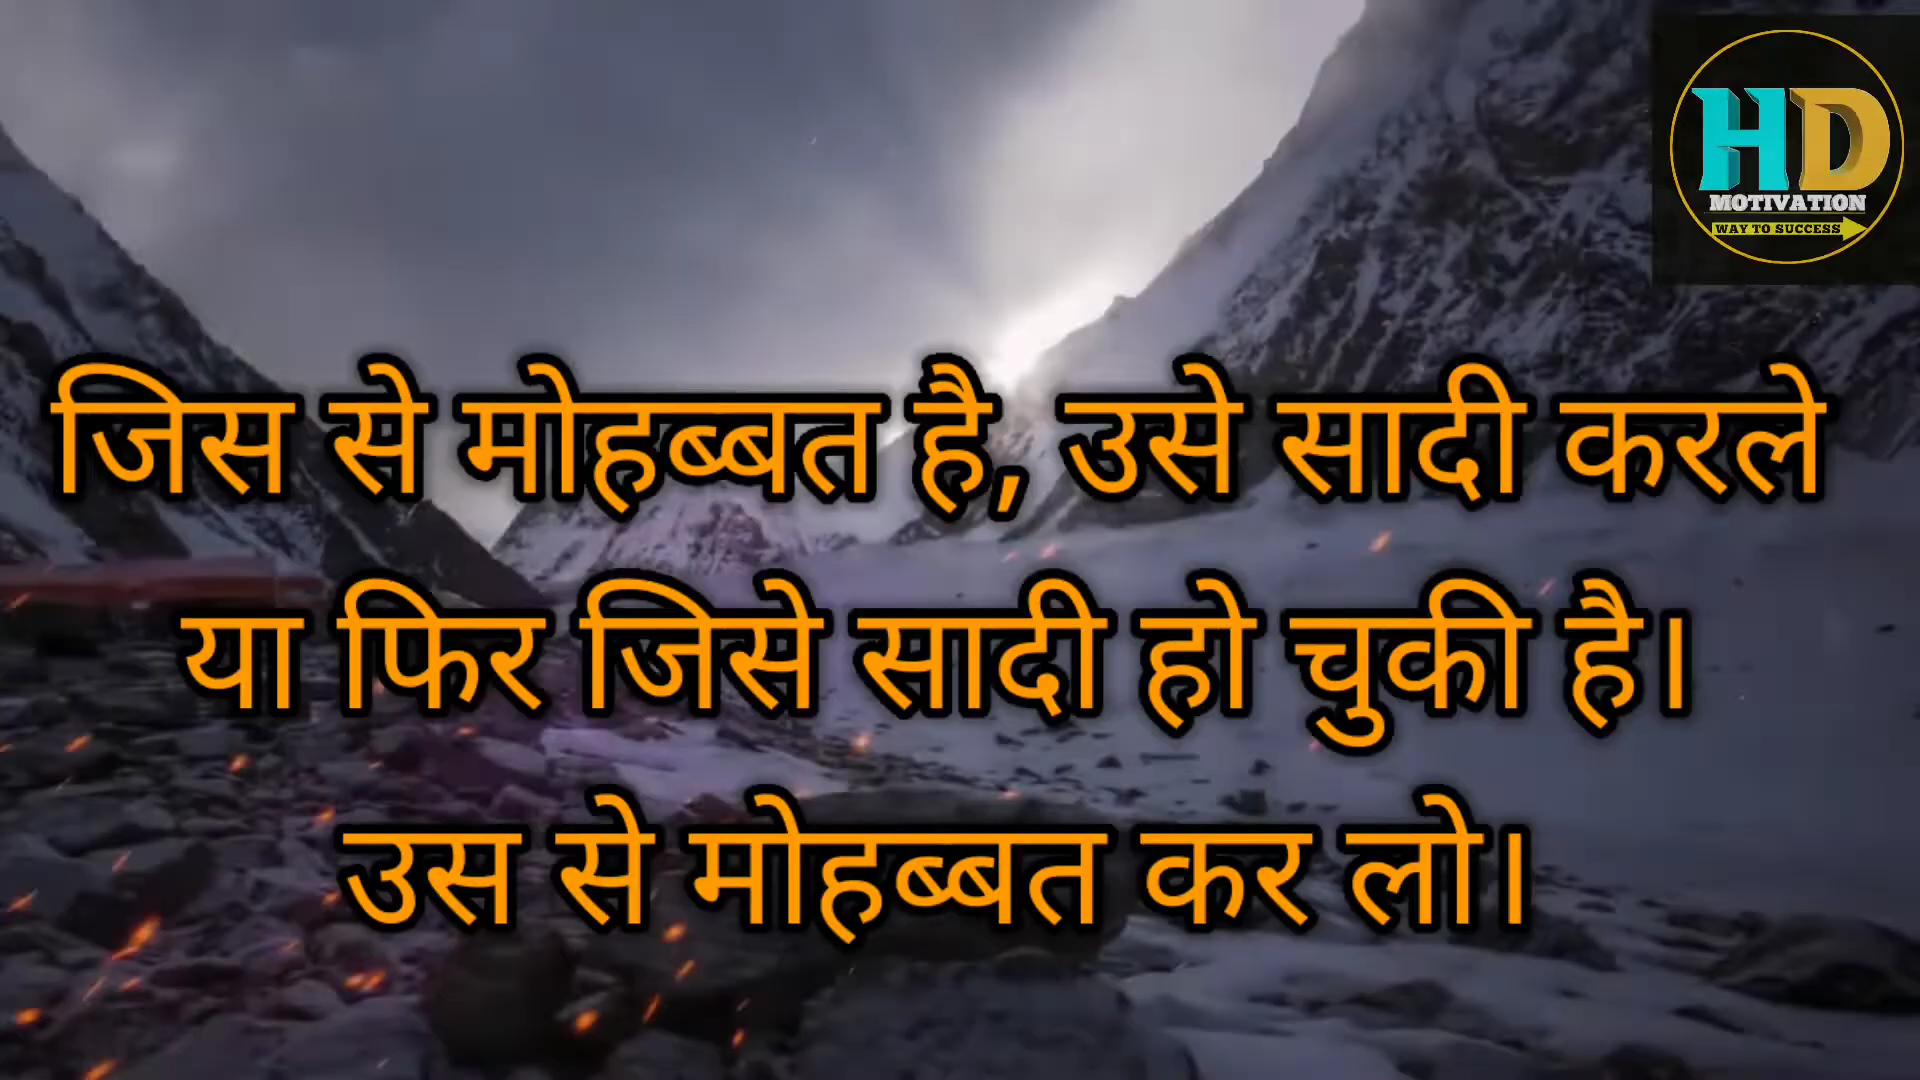 HD
MOTIVATION
WAY TO SUCCESS
जिस से मोहब्बत है, उसे सादी करले
या फिर जिसे सादी हो चुकी है।
उस से मोहब्बत कर लो।